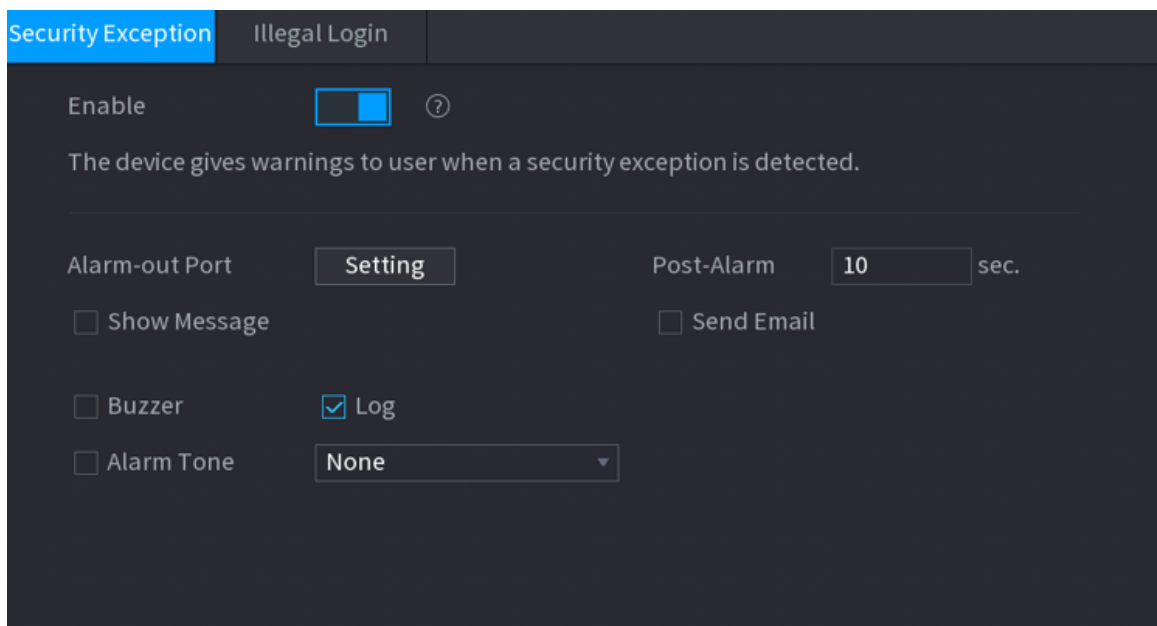 Security Exception Illegal Login
Enable ?
The device gives warnings to user when a security exception is detected.
Alarm-out Port Setting Post-Alarm 10 sec.
Show Message Send Email
Buzzer Log
Alarm Tone None